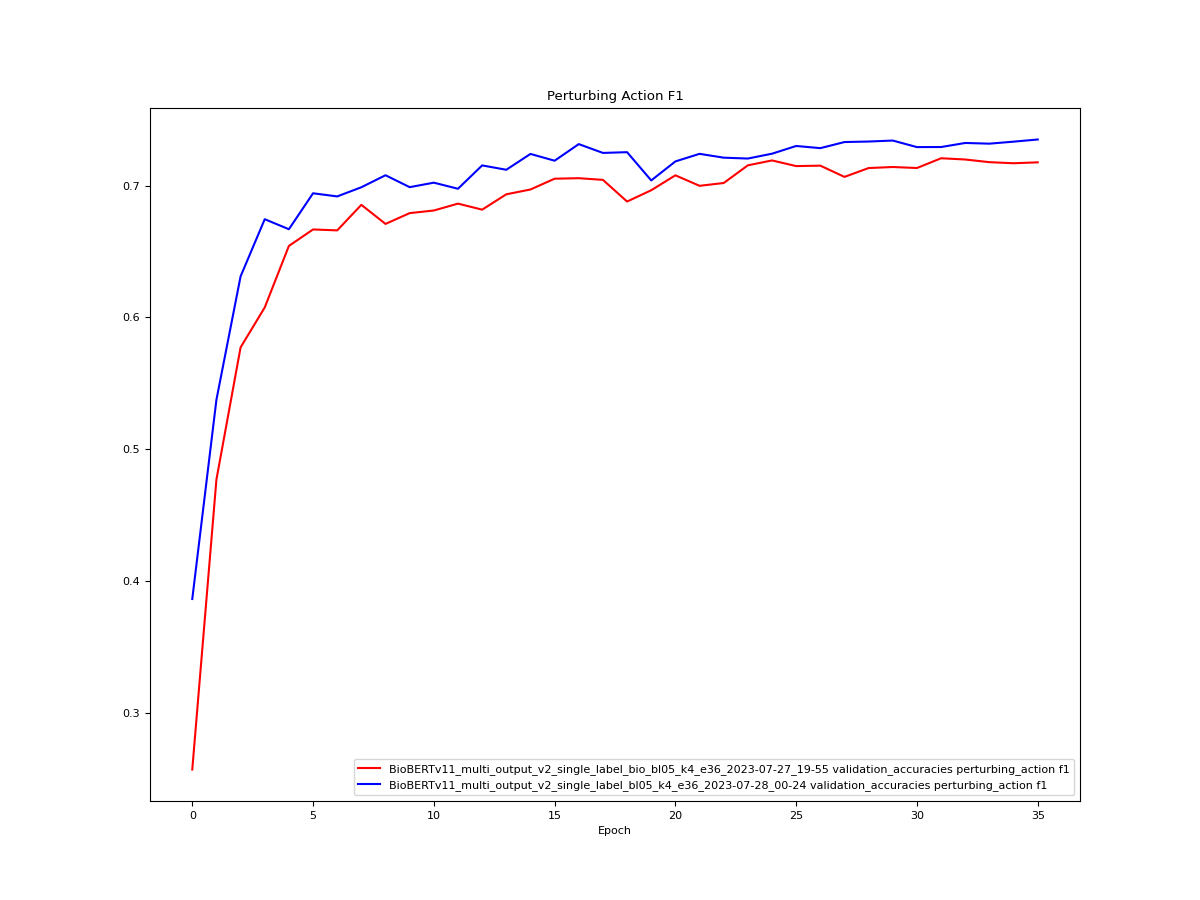 Perturbing Action F1
0.7
0.6
0.5
0.4
0.3
BioBERTv11_multi_output_v2_single_label_bio_bl05_k4_e36_2023-07-27_19-55 validation_accuracies perturbing_action f1
BioBERTv11_multi_output_v2_single_label_bl05_k4_e36_2023-07-28_00-24 validation_accuracies perturbing_action f1
0 5 10 15 20 25 30 35
Epoch